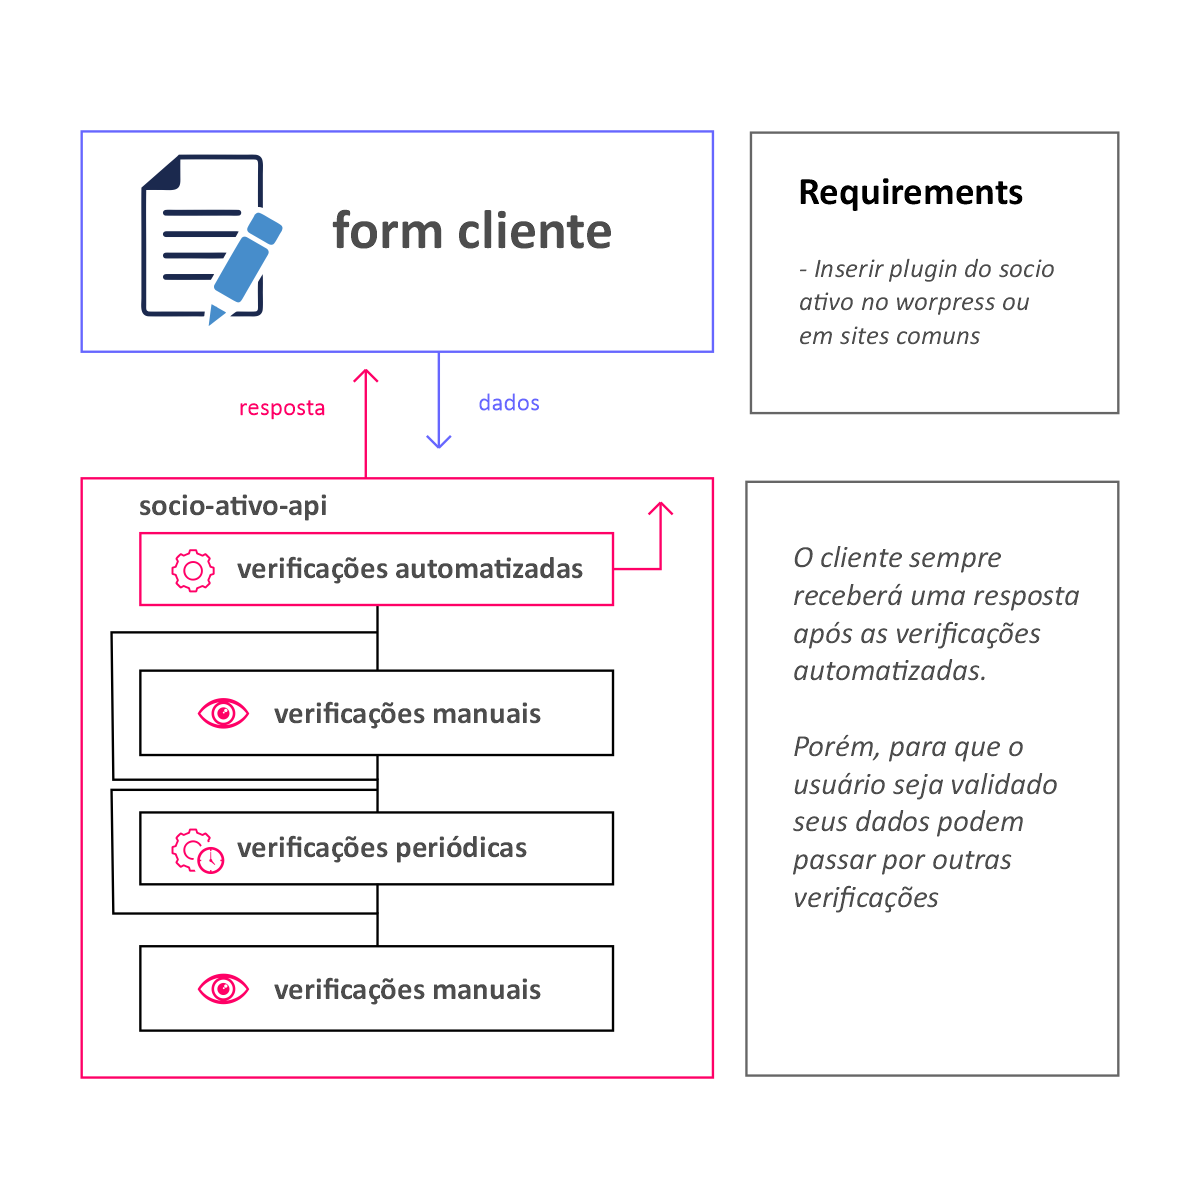 form cliente
Requirements
- Inserir plugin do socio
ativo no worpress ou
em sites comuns
resposta
dados
socio-ativo-api
verificações automatizadas
verificações manuais
verificações periódicas
verificações manuais
O cliente sempre
receberá uma resposta
após as verificações
automatizadas.
Porém, para que o
usuário seja validado
seus dados podem
passar por outras
verificações